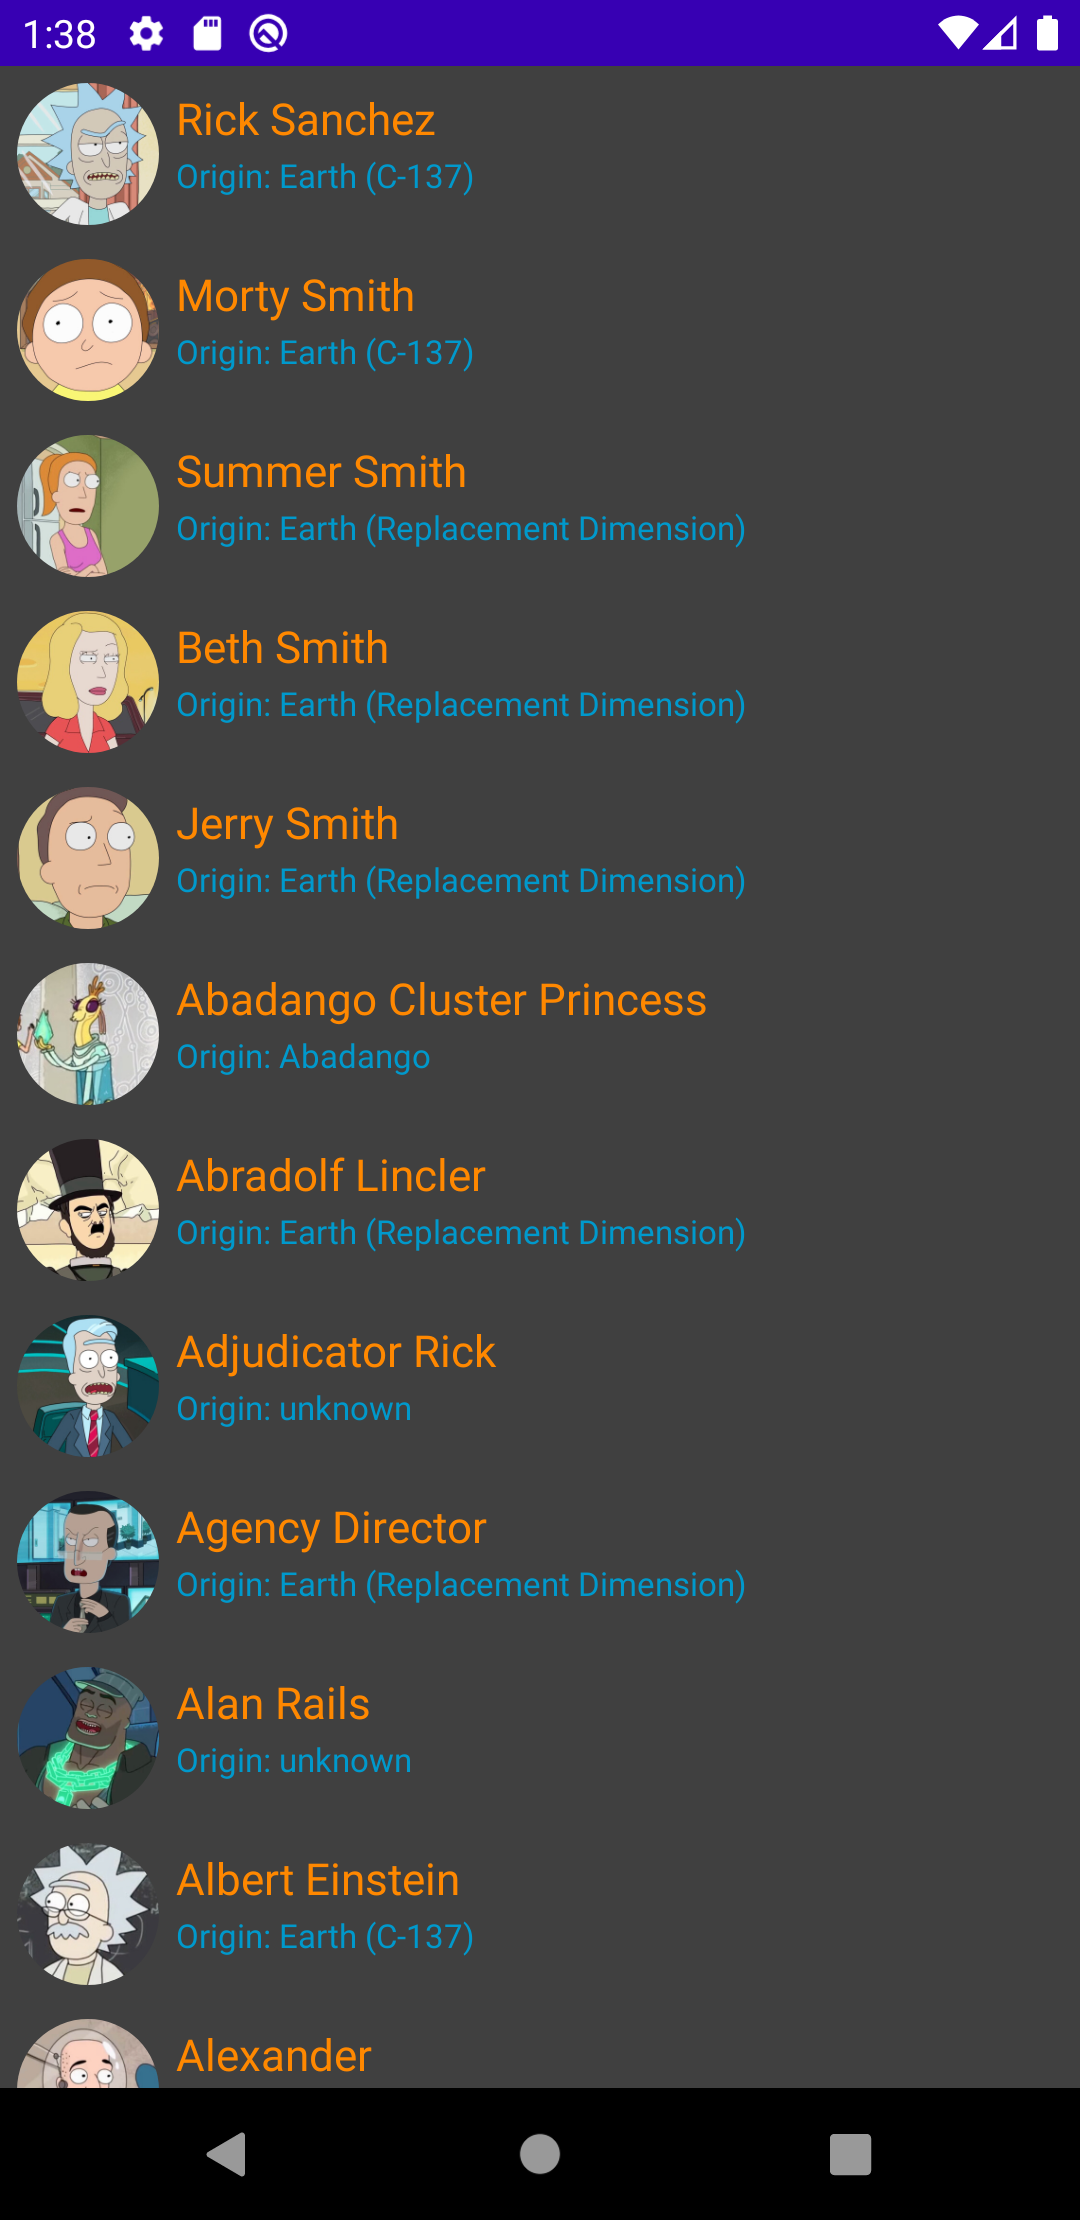 1:38
Rick Sanchez
Origin: Earth (C-137)
Morty Smith
Origin: Earth (C-137)
Summer Smith
Origin: Earth (Replacement Dimension)
Beth Smith
Origin: Earth (Replacement Dimension)
Jerry Smith
Origin: Earth (Replacement Dimension)
Abadango Cluster Princess
Origin: Abadango
Abradolf Lincler
Origin: Earth (Replacement Dimension)
Adjudicator Rick
Origin: unknown
Agency Director
Origin: Earth (Replacement Dimension)
Alan Rails
Origin: unknown
Albert Einstein
Origin: Earth (C-137)
Alexander